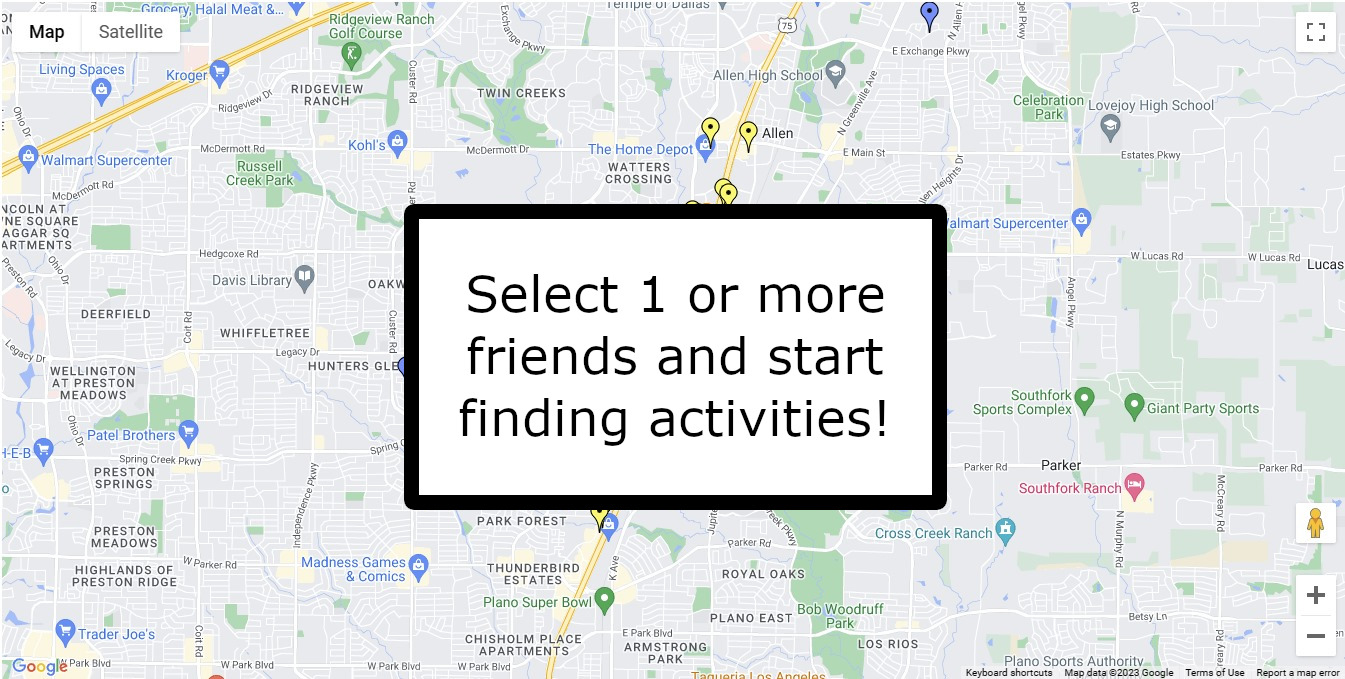 Grocery, Halal Meat &...
Ridgeview Ranch
Golf Course
Exchange Pkwy
Temple of Dallas
75
E Exchange Pkwy
Map
Satellite
Living Spaces
Kroger
Custer Rd
Allen High School
N Greenville Ave
Ridgeview Dr
RIDGEVIEW
RANCH
TWIN CREEKS
Celebration
Park
Lovejoy High School
Ohio Dr
Allen
Kohl's
McDermott Rd
McDermott Dr
The Home Depot
E Main St
Estates Pkwy
Walmart Supercenter
Russell
Creek Park
WATTERS
CROSSING
McDermott Rd
NCOLN AT
NE SQUARE
AGGAR SQ
ARTMENTS
almart Supercenter
Hedgcoxe Rd
W Lucas Rd
W Lucas Rd
Lucas
Preston Rd
Ohio Dr
Davis Library
OAKW
Angel Pkwy
Select 1 or more
friends and start
finding activities!
DEERFIELD
Coit Rd
WHIFFLETREE
Custer Rd
Legacy Dr
Legacy Dr
HUNTERS GLE
WELLINGTON
AT PRESTON
MEADOWS
Southfork
Sports Complex
Giant Party Sports
Ohio Dr
Patel Brothers
H-E-B
Spring Creek Pkwy
Spring C
PRESTON
SPRINGS
Independence Pkwy
Parker Rd
Parker
Parker Rd
Southfork Ranch
McCreary Rd
PRESTON
MEADOWS
PARK FOREST
Jupite
Creek Pkwy
N Murphy Rd
Cross Creek Ranch
Parker Rd
W Parker Rd
Madness Games
& Comics
HIGHLANDS OF
PRESTON RIDGE
THUNDERBIRD
ESTATES
K Ave
ROYAL OAKS
Plano Super Bowl
Bob Woodruff
Park
PLANO EAST
Betsy Ln
Trader Joe's
Coit Rd
CHISHOLM PLACE
APARTMENTS
E Park Blvd
ARMSTRONG
PARK
LOS RIOS
Google
W Park Blvd
W Park Blvd
W Park Blvd
W Park Blvd
Plano Sports Authority
Taqueria Los Angeles
Keyboard shortcuts
Map data ©2023 Google
Terms of Use
Report a map error